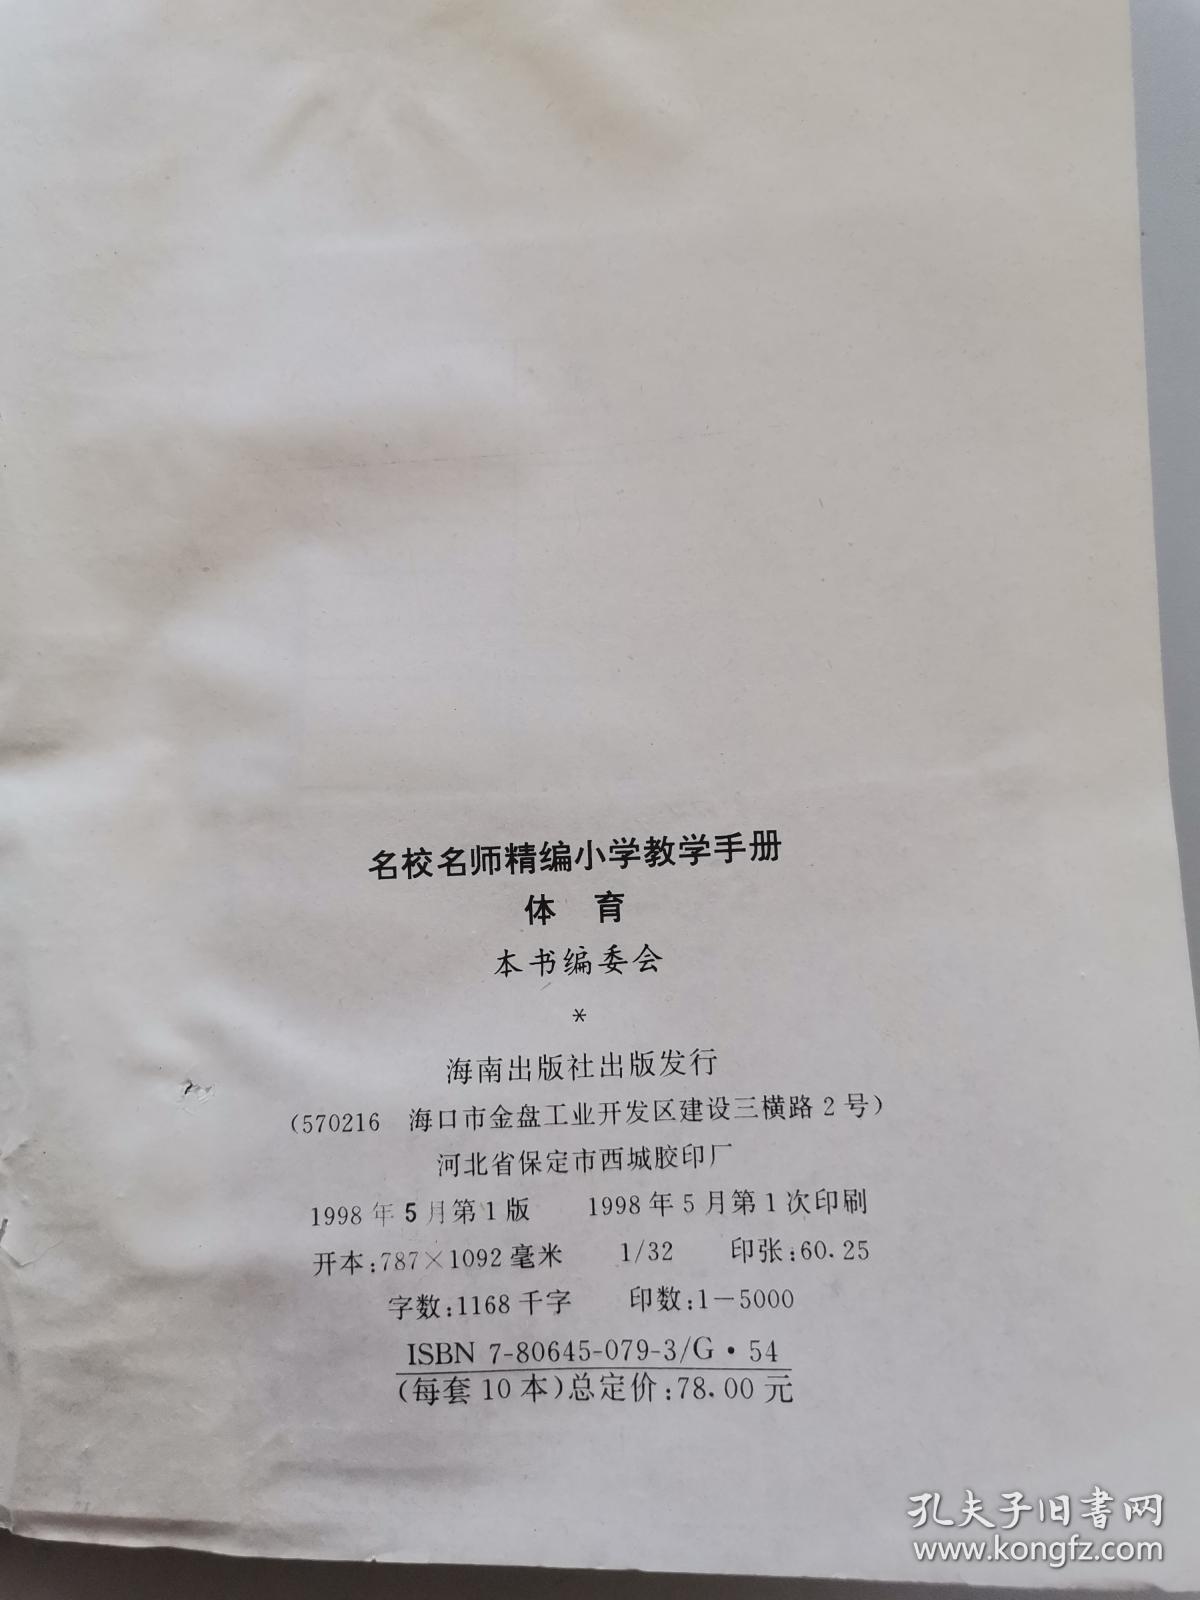 名校名师精编小学教学手册
体 育
本书编委会
*
海南出版社出版发行
(570216 海口市金盘工业开发区建设三横路2号)
河北省保定市西城胶印厂
1998年5月第1版 1998年5月第1次印刷
开本:787×1092毫米 1/32 印张:60.25
字数:1168千字 印数:1-5000
ISBN 7-80645-079-3/G·54
(每套10本)总定价:78.00元
孔夫子旧书网
www.kongfz.com